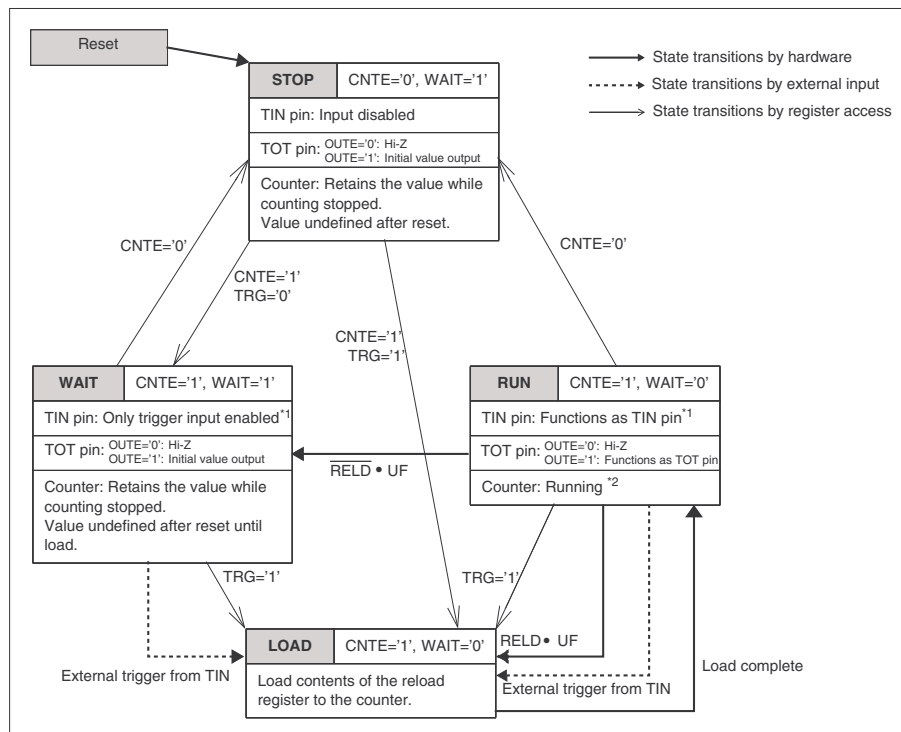 Reset
State transitions by hardware
State transitions by external input
State transitions by register access
STOP CNTE='0', WAIT='1'
TIN pin: Input disabled
TOT pin: OUTE='0': Hi-Z
OUTE='1': Initial value output
Counter: Retains the value while
counting stopped.
Value undefined after reset.
CNTE='0'
CNTE='1'
TRG='0'
CNTE='1'
TRG='1'
CNTE='0'
WAIT CNTE='1', WAIT='1'
TIN pin: Only trigger input enabled*1
TOT pin: OUTE='0': Hi-Z
OUTE='1': Initial value output
Counter: Retains the value while
counting stopped.
Value undefined after reset until
load.
RELD • UF
RUN CNTE='1', WAIT='0'
TIN pin: Functions as TIN pin*1
TOT pin: OUTE='0': Hi-Z
OUTE='1': Functions as TOT pin
Counter: Running *2
TRG='1'
TRG='1'
External trigger from TIN
LOAD CNTE='1', WAIT='0'
Load contents of the reload
register to the counter.
RELD • UF
External trigger from TIN
Load complete